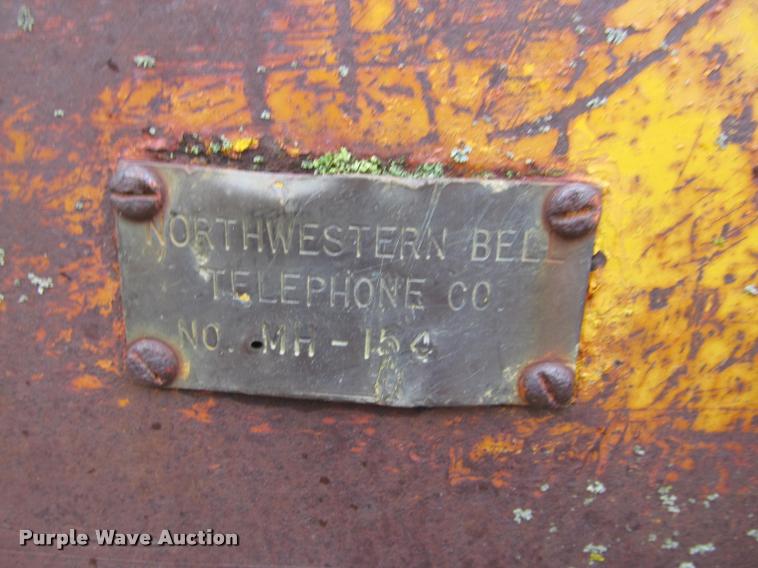 NORTHWESTERN BELL
TELEPHONE CO.
NO. MH-154
Purple Wave Auction